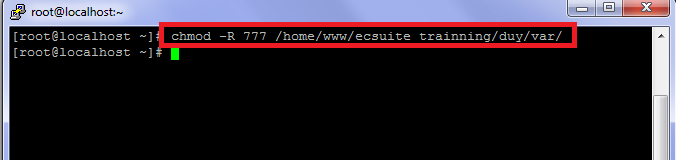 root@localhost:~
[root@localhost ~]# chmod -R 777 /home/www/ecsuite trainning/duy/var/
[root@localhost ~]#